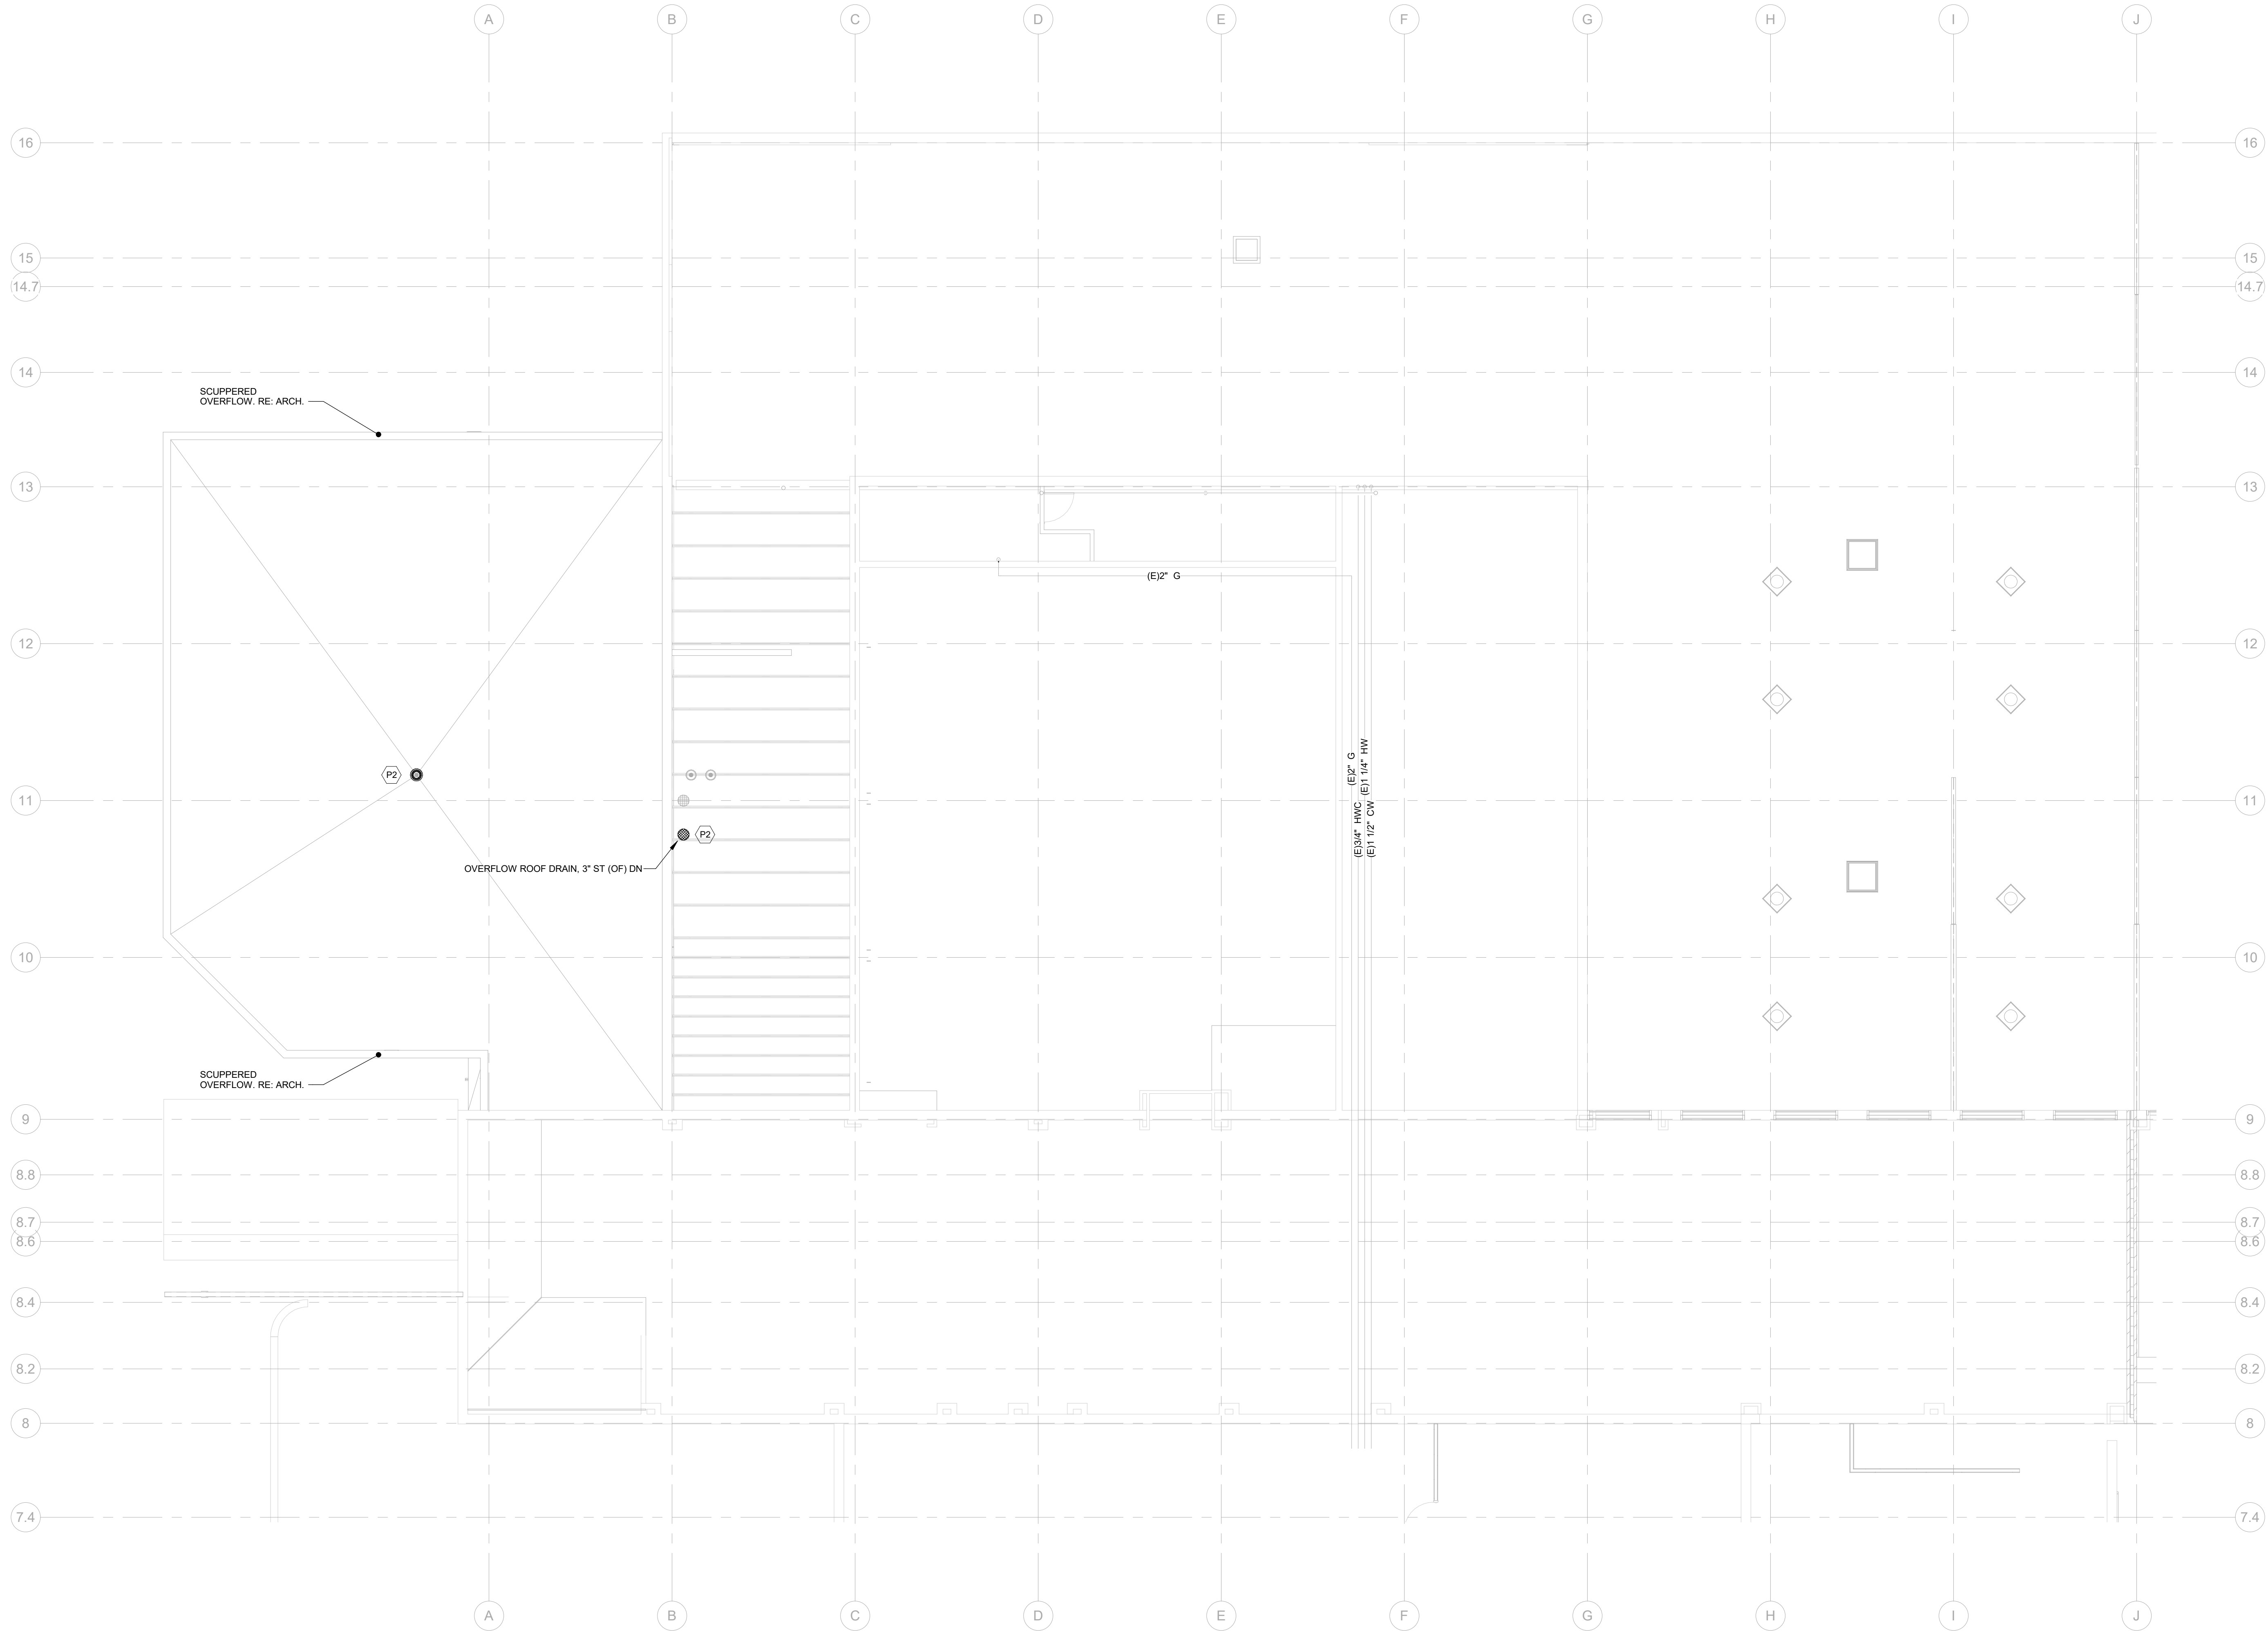 A
B
C
D
E
F
G
H
I
J
16
16
15
15
14.7
14.7
14
14
SCUPPERED
OVERFLOW. RE: ARCH.
13
13
(E)2" G
12
12
(E)2" G
(E)1 1/4" HW
P2
11
11
(E)3/4" HWC
(E)1 1/2" CW
P2
OVERFLOW ROOF DRAIN, 3" ST (OF) DN
10
10
SCUPPERED
OVERFLOW. RE: ARCH.
9
9
8.8
8.8
8.7
8.7
8.6
8.6
8.4
8.4
8.2
8.2
8
8
7.4
7.4
A
B
C
D
E
F
G
H
I
J